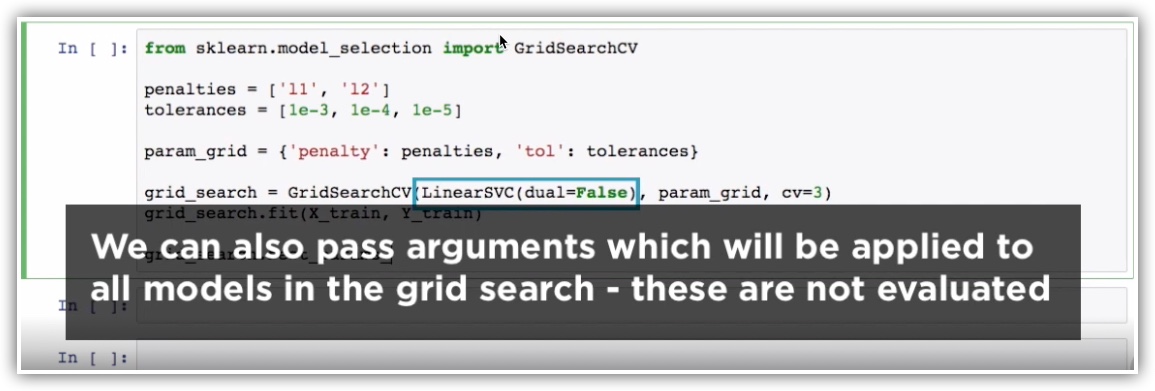 In [ ]: from sklearn.model_selection import GridSearchCV
penalties = ['l1', 'l2']
tolerances = [1e-3, 1e-4, 1e-5]
param_grid = {'penalty': penalties, 'tol': tolerances}
grid_search = GridSearchCV(LinearSVC(dual=False), param_grid, cv=3)
grid_search.fit(X_train, Y_train)
We can also pass arguments which will be applied to
all models in the grid search - these are not evaluated
In [ ]:
In [ ]: